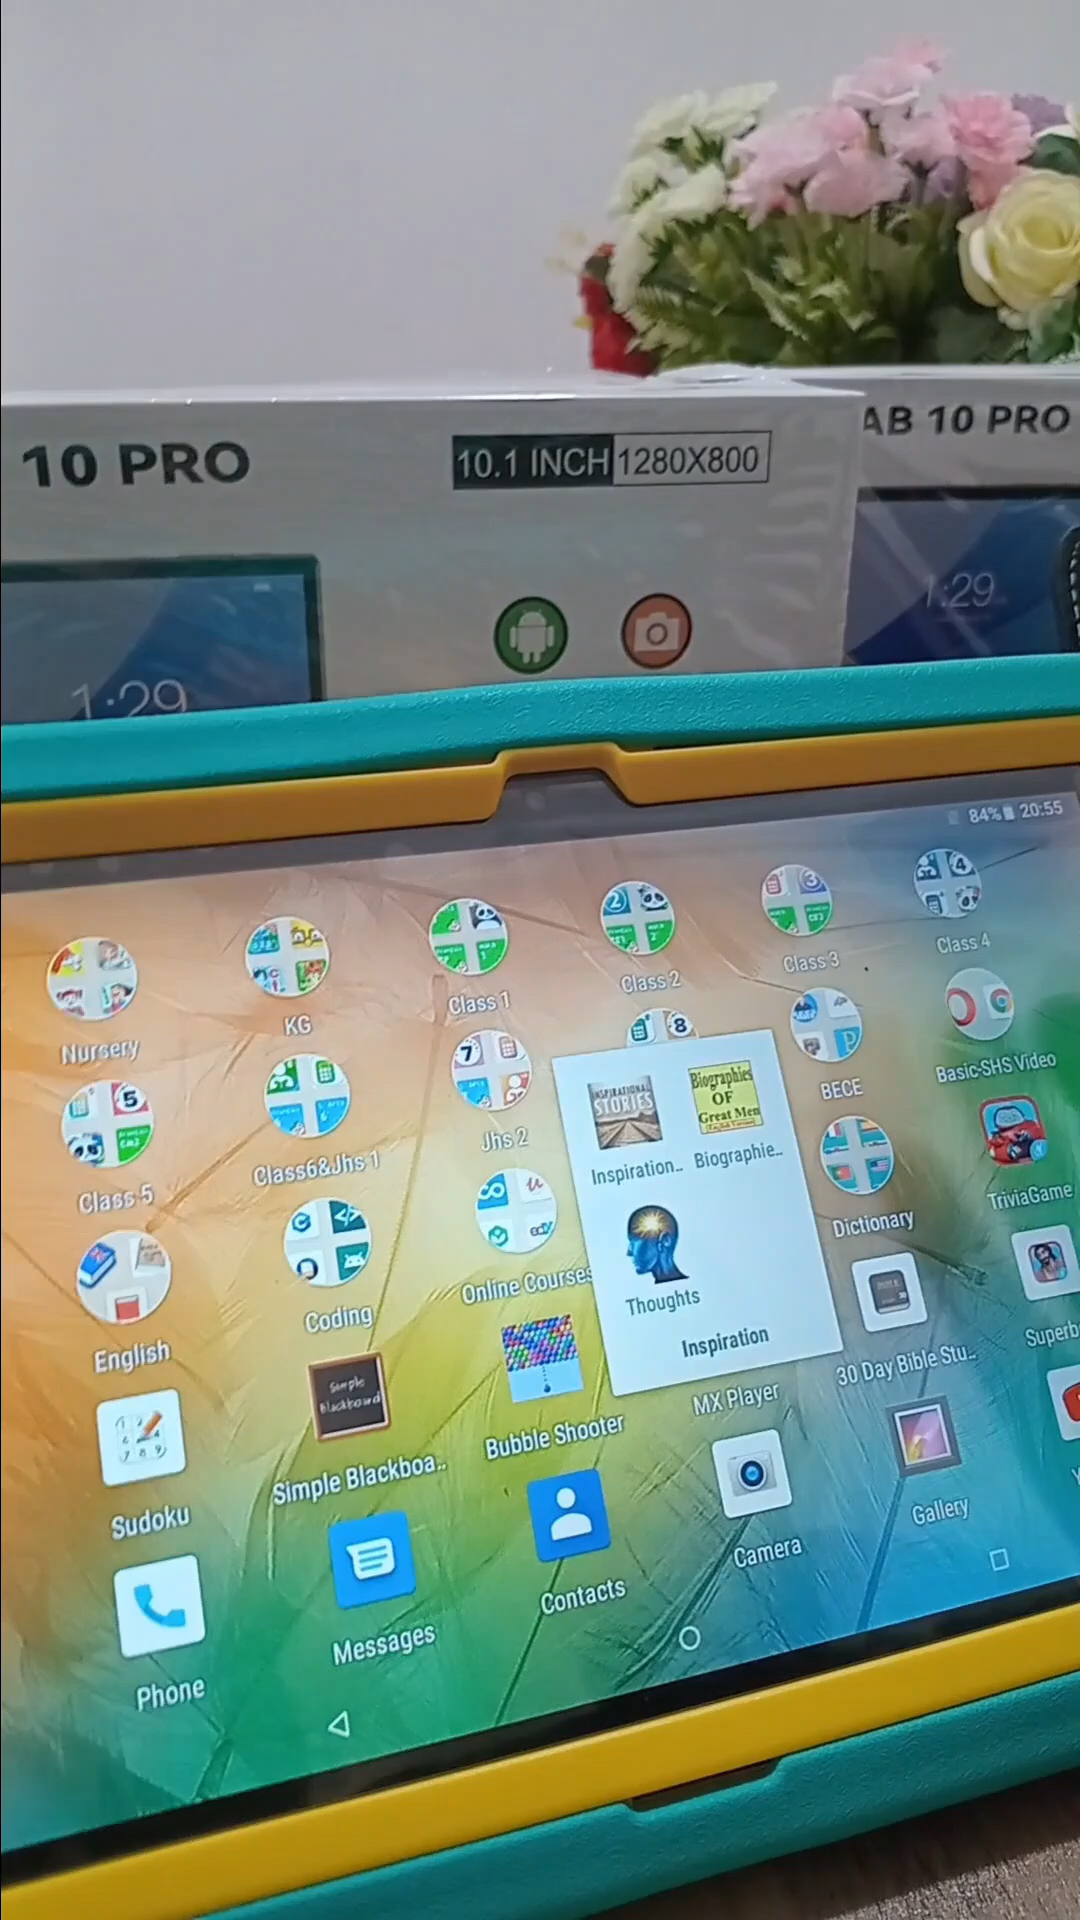 10 PRO
10.1 INCH 1280X800
AB 10 PRO
1:29
1:29
84% 20:55
Nursery
KG
Class 1
Class 2
Class 3
Class 4
Class 5
Class6&Jhs 1
Jhs 2
BECE
Basic-SHS Video
English
Coding
Online Courses
INSPIRATIONAL
STORIES
Inspiration..
Biographies
OF
Great Men
(English Version)
Biographie..
Thoughts
Inspiration
Dictionary
TriviaGame
Sudoku
Simple
Blackboard
Simple Blackboa..
Bubble Shooter
MX Player
30 Day Bible Stu..
Superb
Phone
Messages
Contacts
Camera
Gallery